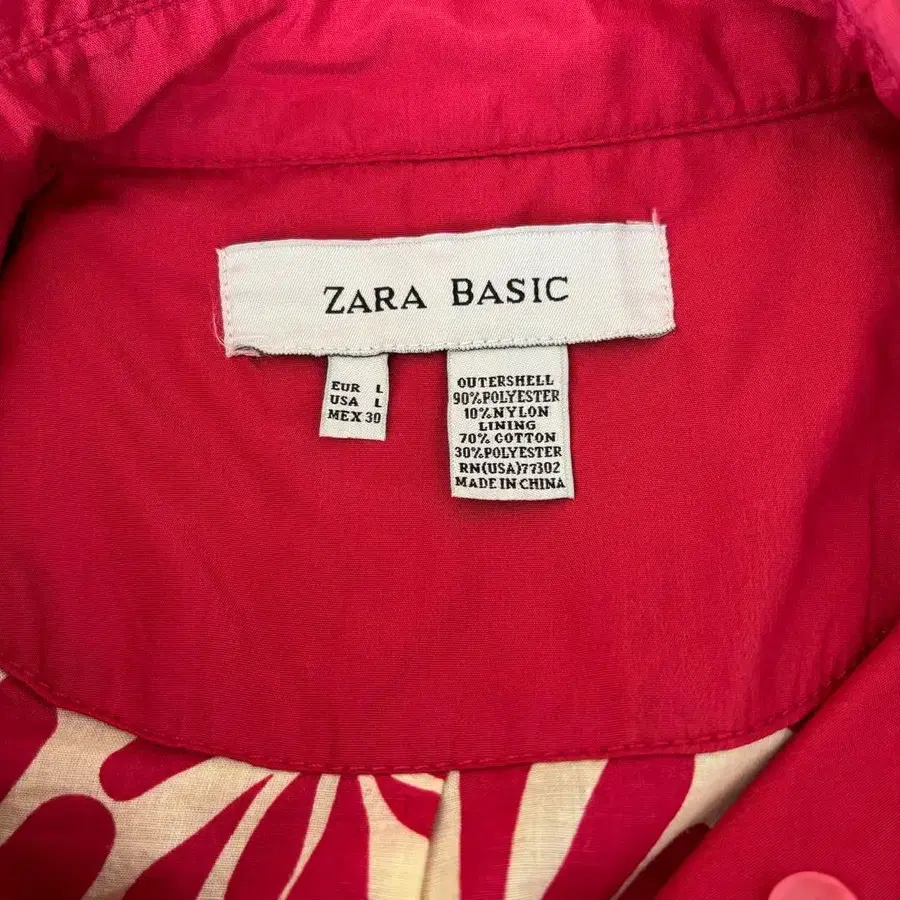 ZARA BASIC
EUR L
USA L
MEX 30
OUTERSHELL
90%POLYESTER
10%NYLON
LINING
70% COTTON
30%POLYESTER
RN(USA)77302
MADE IN CHINA